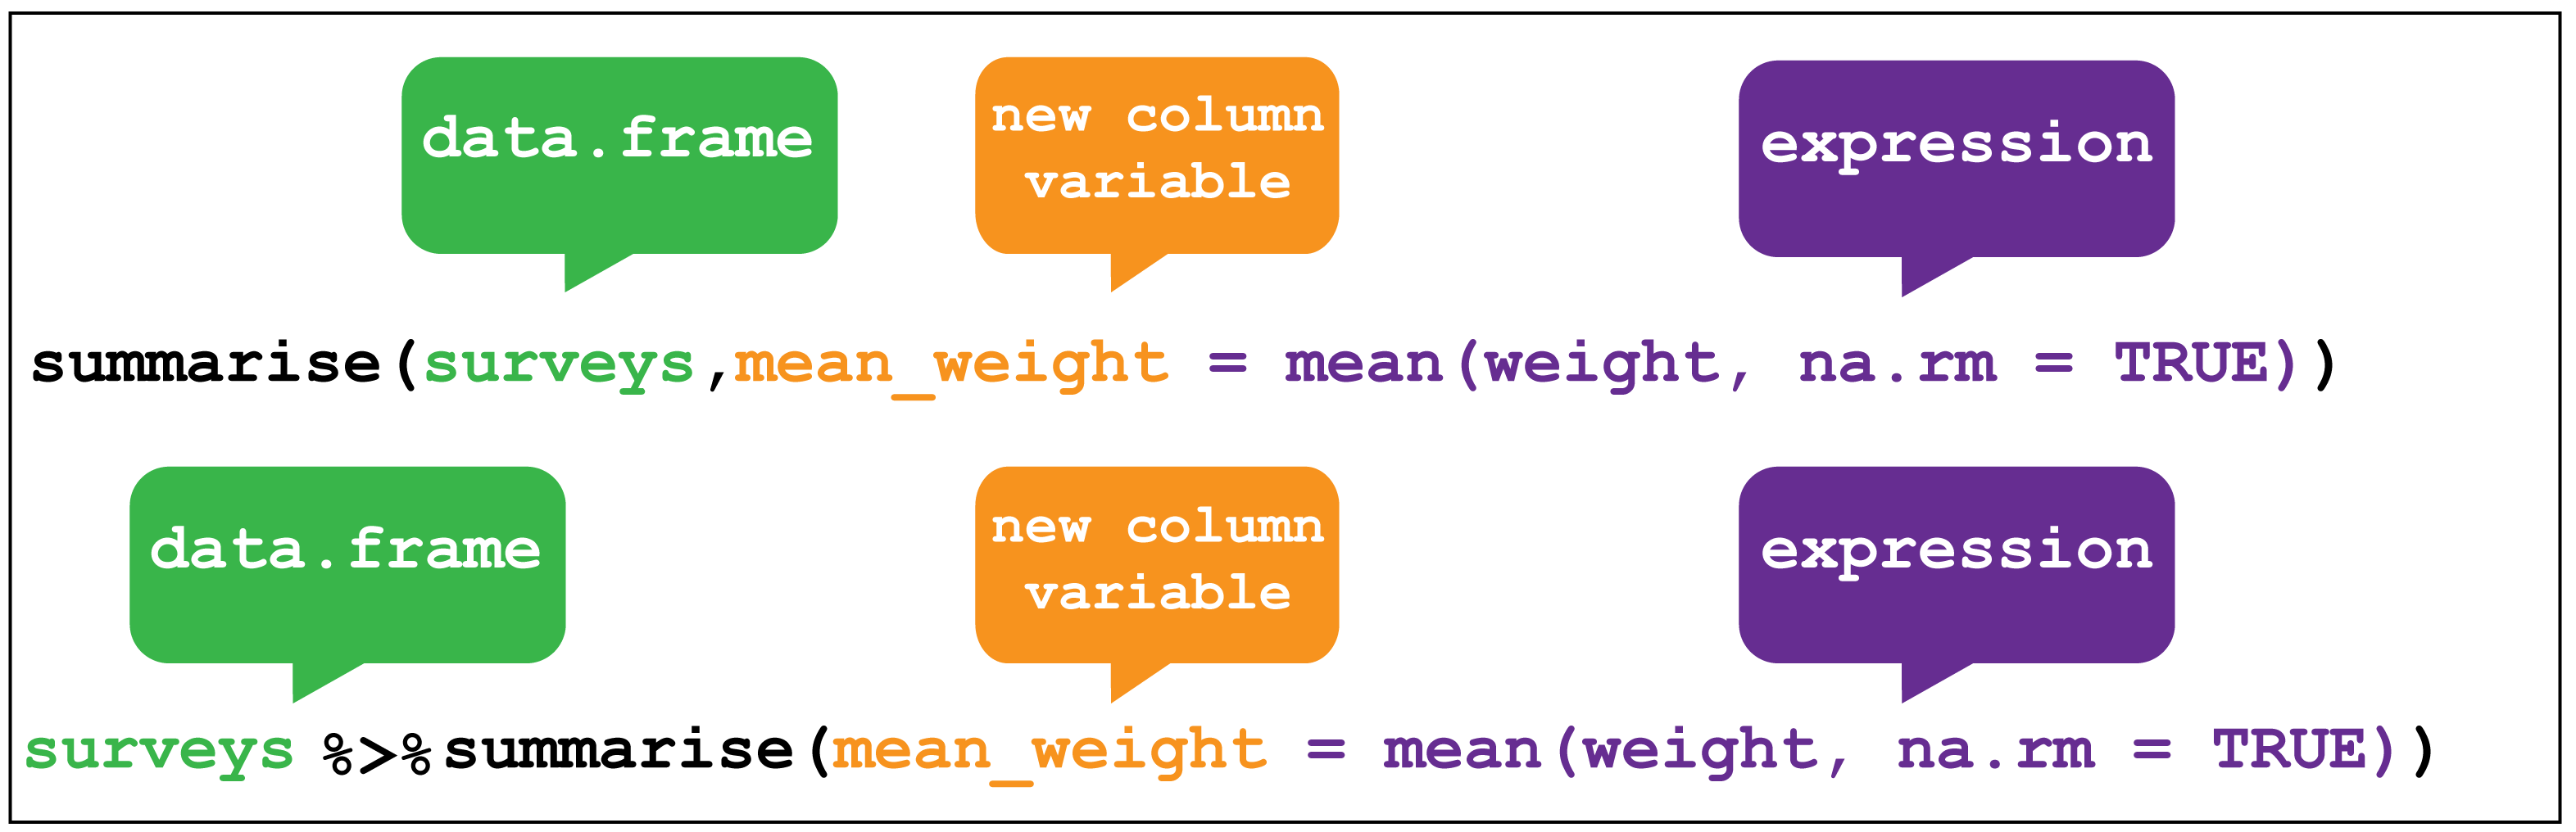 data.frame
new column
variable
expression
summarise(surveys,mean_weight = mean(weight, na.rm = TRUE))
data.frame
new column
variable
expression
surveys %>% summarise(mean_weight = mean(weight, na.rm = TRUE))